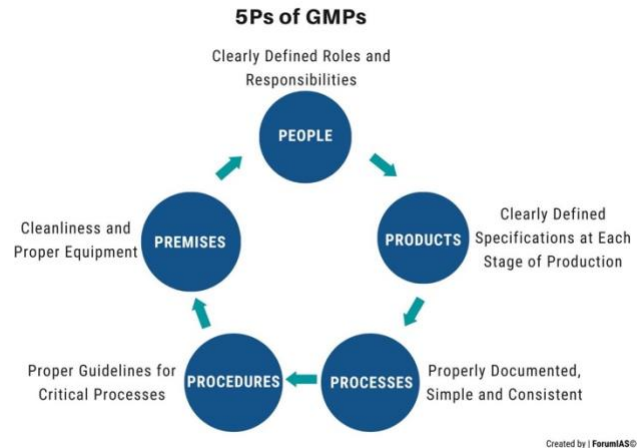 5Ps of GMPs
Clearly Defined Roles and
Responsibilities
PEOPLE
Clearly Defined
Specifications at Each
Stage of Production
PRODUCTS
Properly Documented,
Simple and Consistent
PROCESSES
Proper Guidelines for
Critical Processes
PROCEDURES
Cleanliness and
Proper Equipment
PREMISES
Created by | ForumIAS©